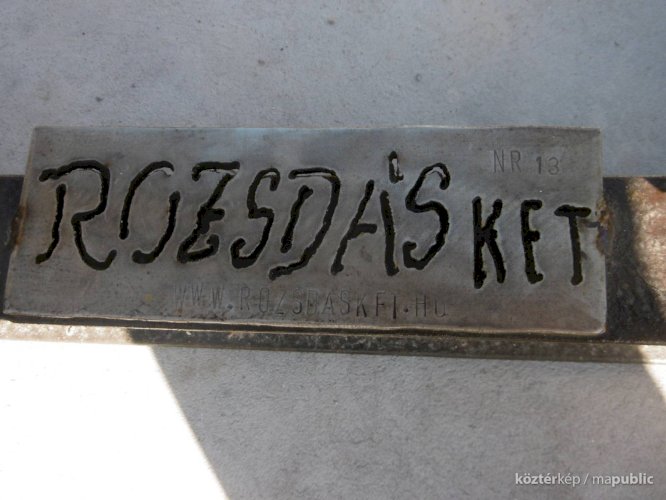 NR 13
ROZSDÁS KFT
WWW.ROZSDASKFT.HU
köztérkép / mapublic